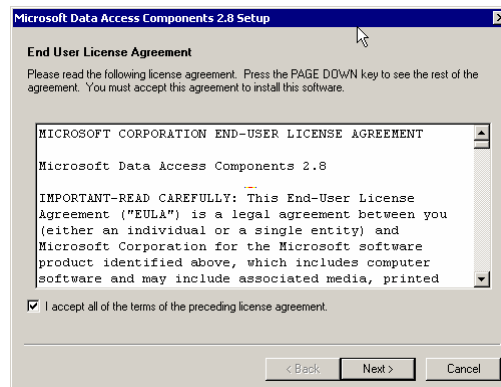 Microsoft Data Access Components 2.8 Setup
End User License Agreement
Please read the following license agreement. Press the PAGE DOWN key to see the rest of the
agreement. You must accept this agreement to install this software.
MICROSOFT CORPORATION END-USER LICENSE AGREEMENT
Microsoft Data Access Components 2.8
IMPORTANT-READ CAREFULLY: This End-User License
Agreement ("EULA") is a legal agreement between you
(either an individual or a single entity) and
Microsoft Corporation for the Microsoft software
product identified above, which includes computer
software and may include associated media, printed
I accept all of the terms of the preceding license agreement.
< Back
Next >
Cancel